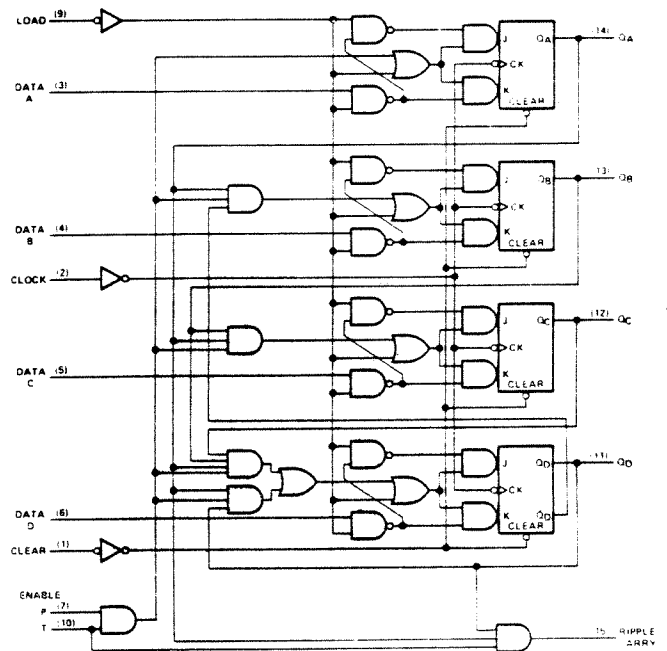 LOAD (9)
(14) QA
J QA
CK
K
CLEAR
DATA A (3)
(13) QB
J QB
CK
K
CLEAR
DATA B (4)
CLOCK (2)
(12) QC
J QC
CK
K
CLEAR
DATA C (5)
(11) QD
J QD
CK
K QD
CLEAR
DATA D (6)
CLEAR (1)
ENABLE
P (7)
T (10)
RIPPLE
ARRY